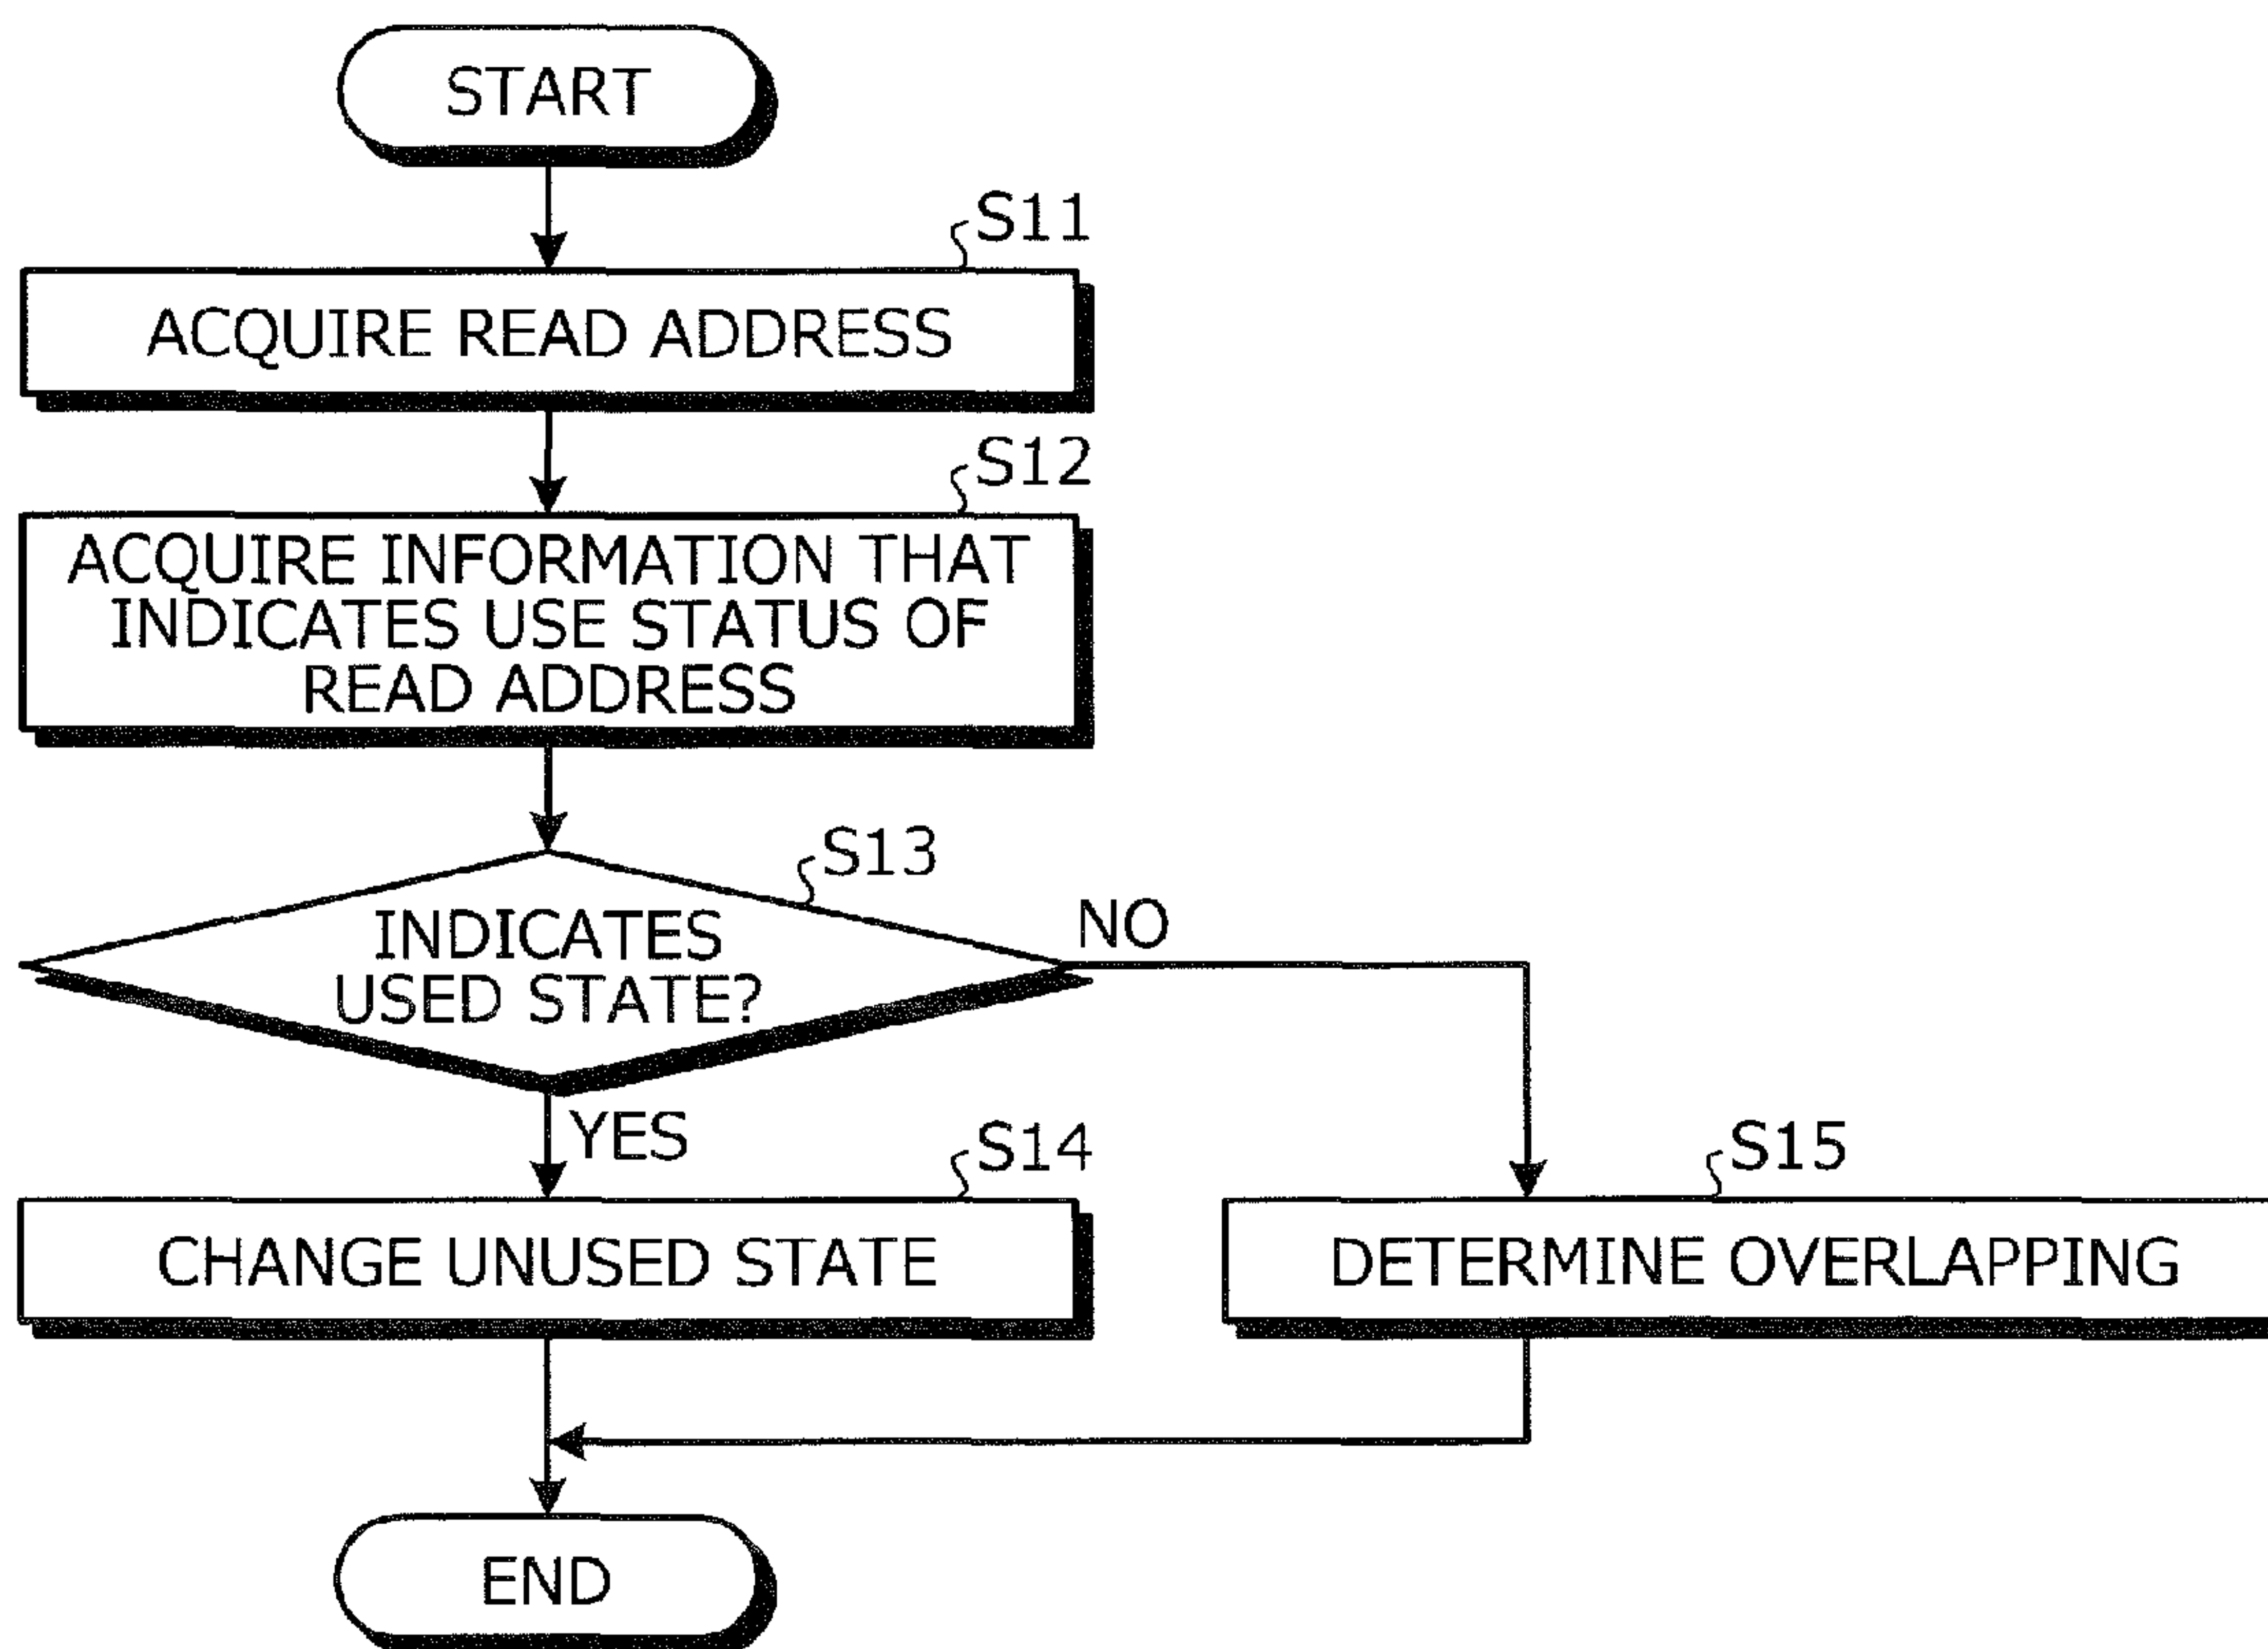 START
S11
ACQUIRE READ ADDRESS
S12
ACQUIRE INFORMATION THAT
INDICATES USE STATUS OF
READ ADDRESS
S13
INDICATES
USED STATE?
NO
YES
S14
CHANGE UNUSED STATE
S15
DETERMINE OVERLAPPING
END